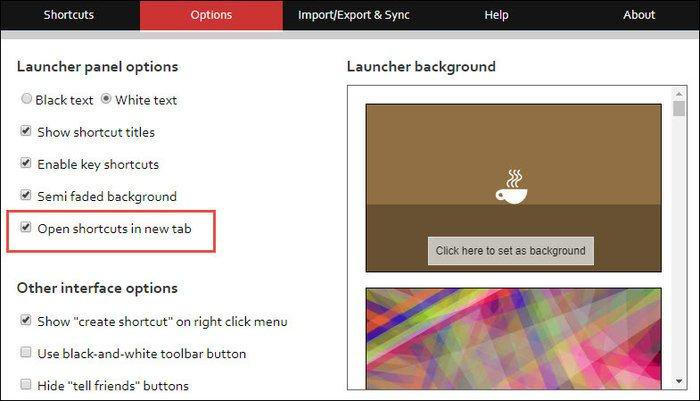 Shortcuts
Options
Import/Export & Sync
Help
About
Launcher panel options
Black text
White text
Show shortcut titles
Enable key shortcuts
Semi faded background
Open shortcuts in new tab
Other interface options
Show "create shortcut" on right click menu
Use black-and-white toolbar button
Hide "tell friends" buttons
Launcher background
Click here to set as background